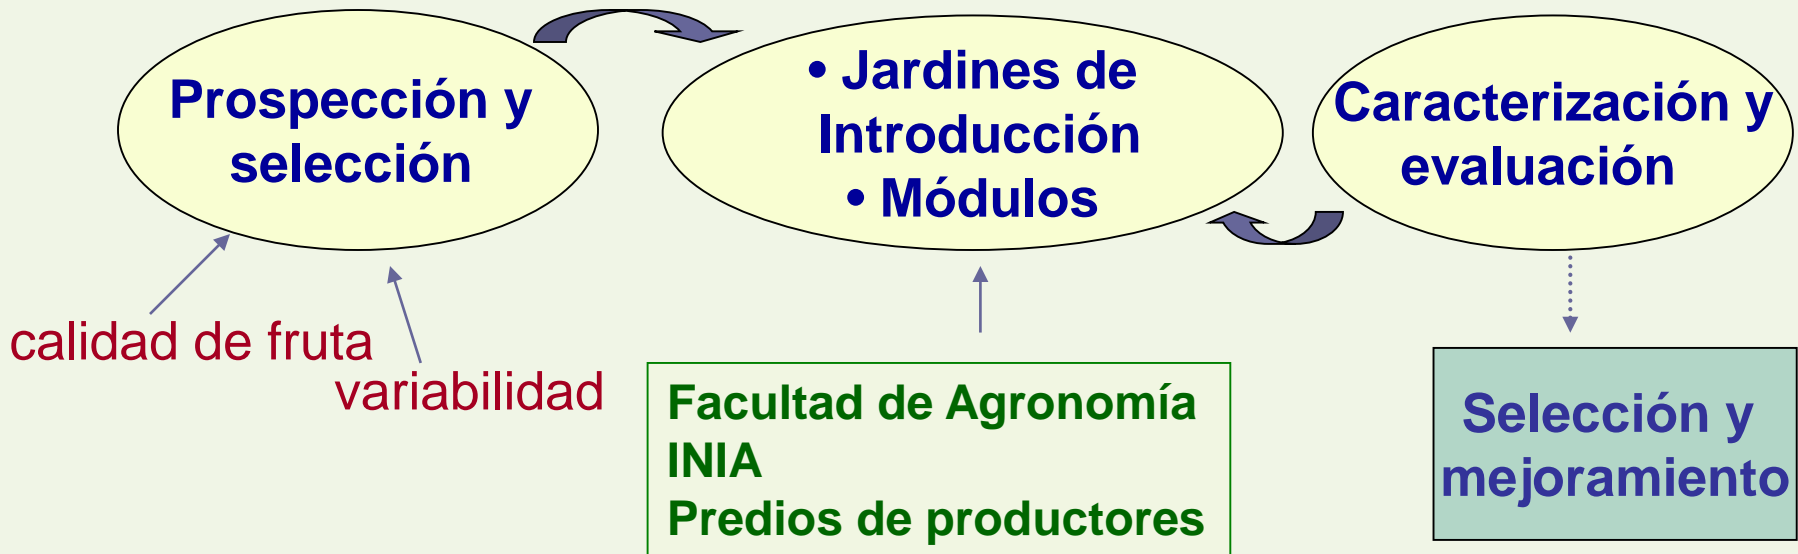 Prospección y
selección
• Jardines de
Introducción
• Módulos
Caracterización y
evaluación
calidad de fruta
variabilidad
Facultad de Agronomía
INIA
Predios de productores
Selección y
mejoramiento